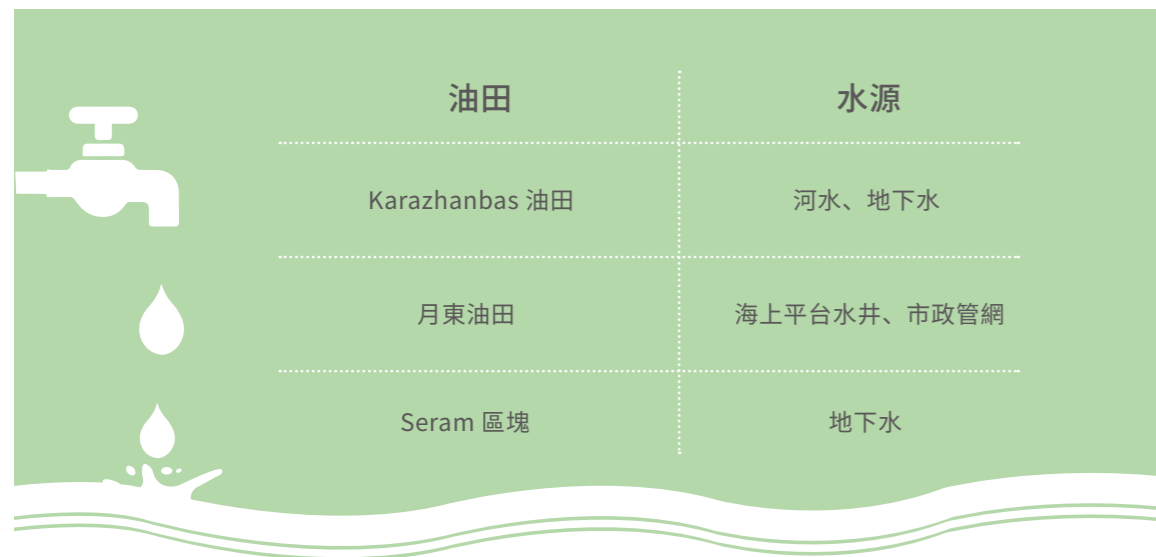 油田 水源
Karazhanbas 油田 河水、地下水
月東油田 海上平台水井、市政管網
Seram 區塊 地下水